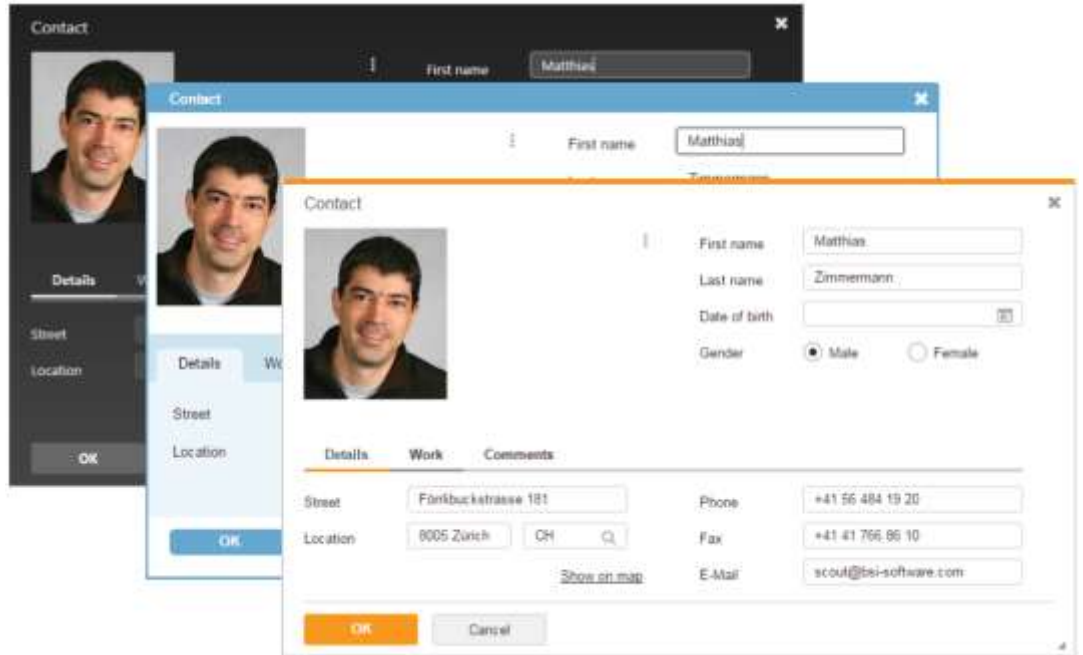 Contact
First name Matthias
Details
Street
Location
OK
Contact
First name Matthias
Zimmermann
Details
Street
Location
OK
Contact
First name Matthias
Last name Zimmermann
Date of birth
Gender Male Female
Details Work Comments
Street Förrlibuckstrasse 181 Phone +41 56 484 19 20
Location 8005 Zürich CH Fax +41 41 766 86 10
Show on map E-Mail scout@bsi-software.com
OK Cancel